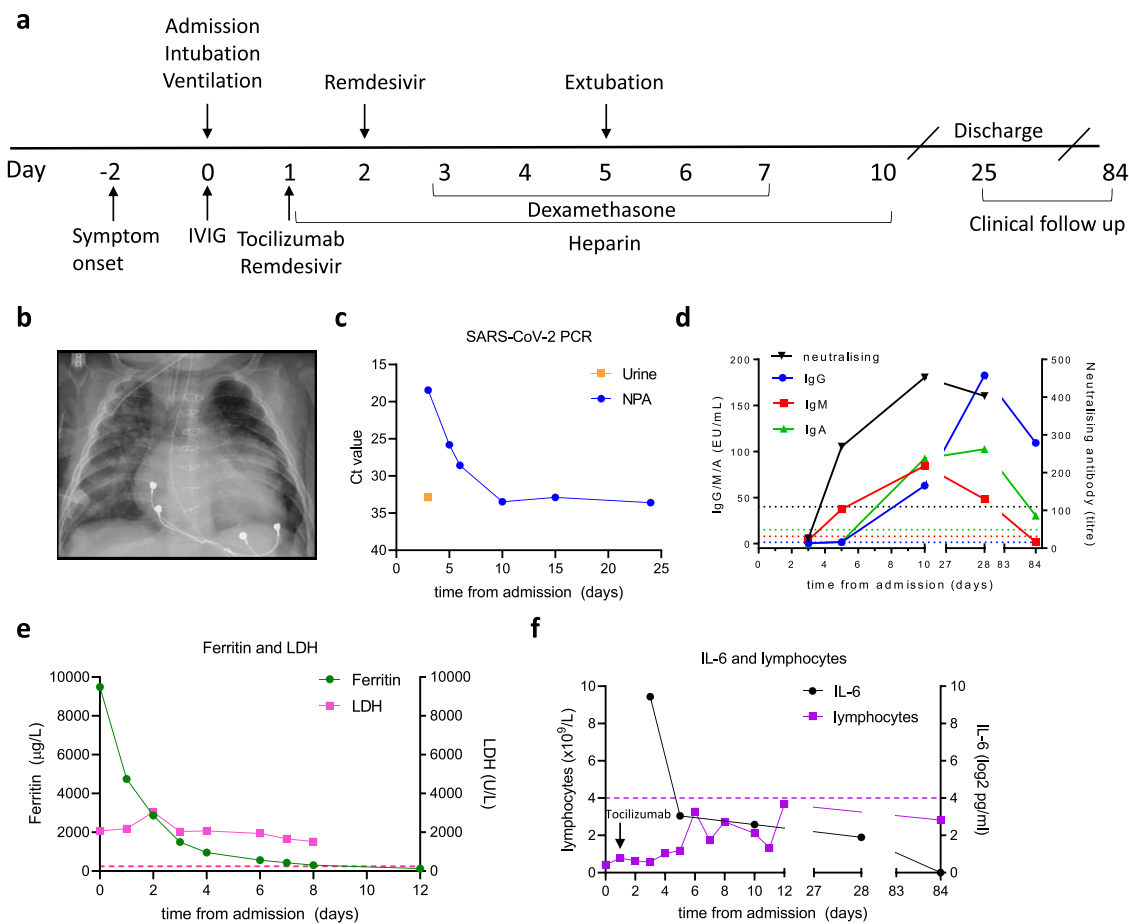 a
Admission
Intubation
Ventilation
Remdesivir
Extubation
Discharge
Day
-2 0 1 2 3 4 5 6 7 10 25 84
Symptom
onset
IVIG
Tocilizumab
Remdesivir
Dexamethasone
Heparin
Clinical follow up
b
c
SARS-CoV-2 PCR
Urine
NPA
Ct value
15
20
25
30
35
40
0 5 10 15 20 25
time from admission (days)
d
neutralising
IgG
IgM
IgA
IgG/M/A (EU/mL)
200
150
100
50
0
Neutralising antibody (titre)
500
400
300
200
100
0
0 2 4 6 8 10 27 28 83 84
time from admission (days)
e
Ferritin and LDH
Ferritin
LDH
Ferritin (µg/L)
10000
8000
6000
4000
2000
0
LDH (U/L)
10000
8000
6000
4000
2000
0
0 2 4 6 8 10 12
time from admission (days)
f
IL-6 and lymphocytes
IL-6
lymphocytes
Tocilizumab
lymphocytes (x10⁹/L)
10
8
6
4
2
0
IL-6 (log2 pg/ml)
10
8
6
4
2
0
0 2 4 6 8 10 12 27 28 83 84
time from admission (days)